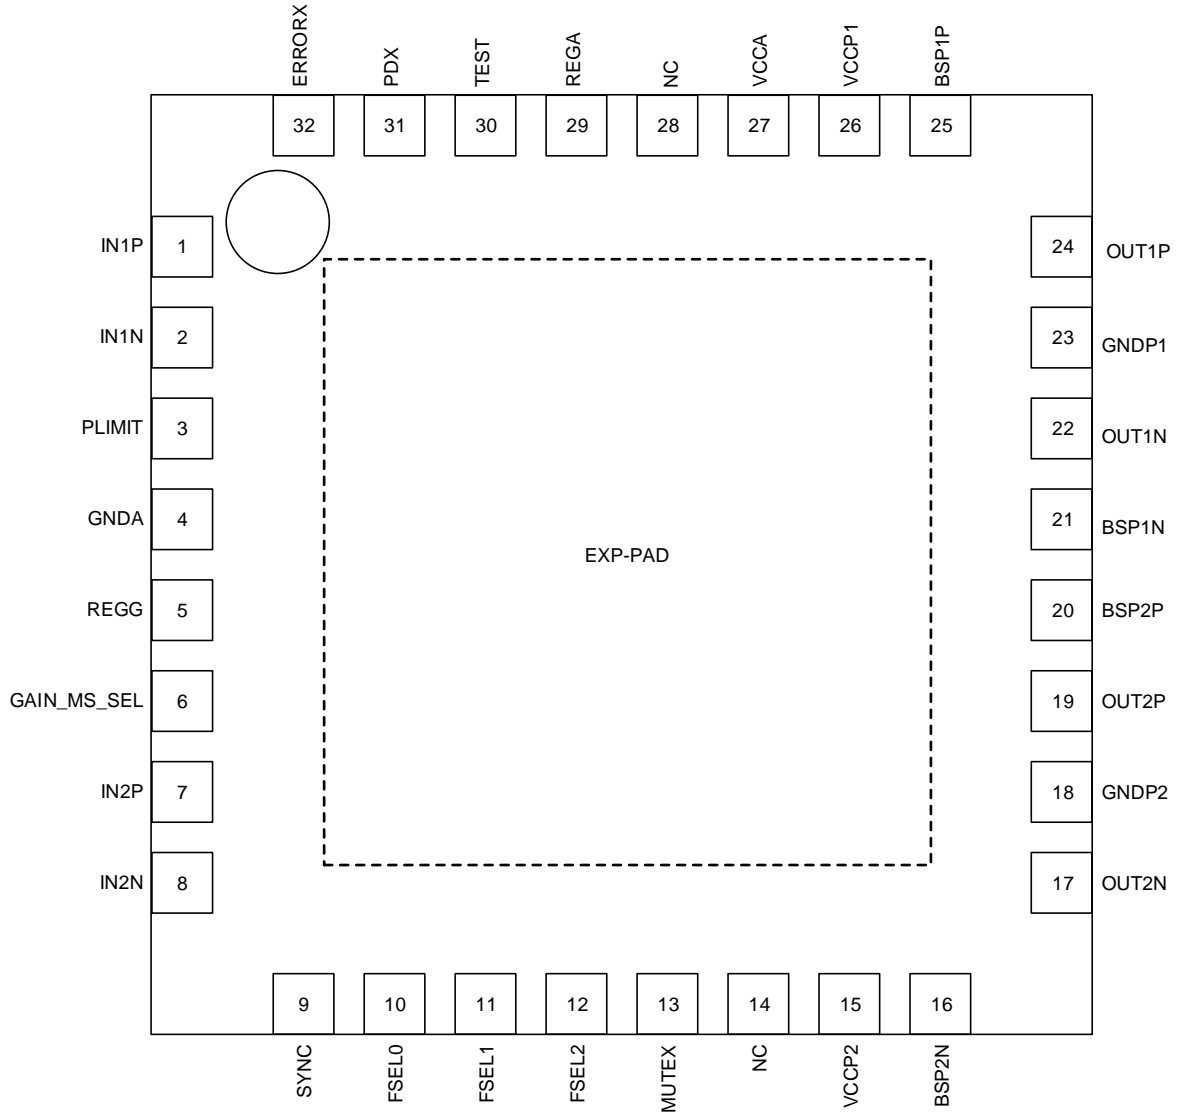 ERRORX
PDX
TEST
REGA
NC
VCCA
VCCP1
BSP1P
32
31
30
29
28
27
26
25
IN1P 1
IN1N 2
PLIMIT 3
GNDA 4
REGG 5
GAIN_MS_SEL 6
IN2P 7
IN2N 8
EXP-PAD
24 OUT1P
23 GNDP1
22 OUT1N
21 BSP1N
20 BSP2P
19 OUT2P
18 GNDP2
17 OUT2N
9
10
11
12
13
14
15
16
SYNC
FSEL0
FSEL1
FSEL2
MUTEX
NC
VCCP2
BSP2N